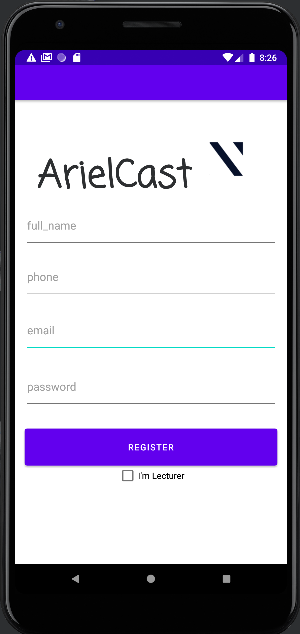 8:26
ArielCast
full_name
phone
email
password
REGISTER
I'm Lecturer